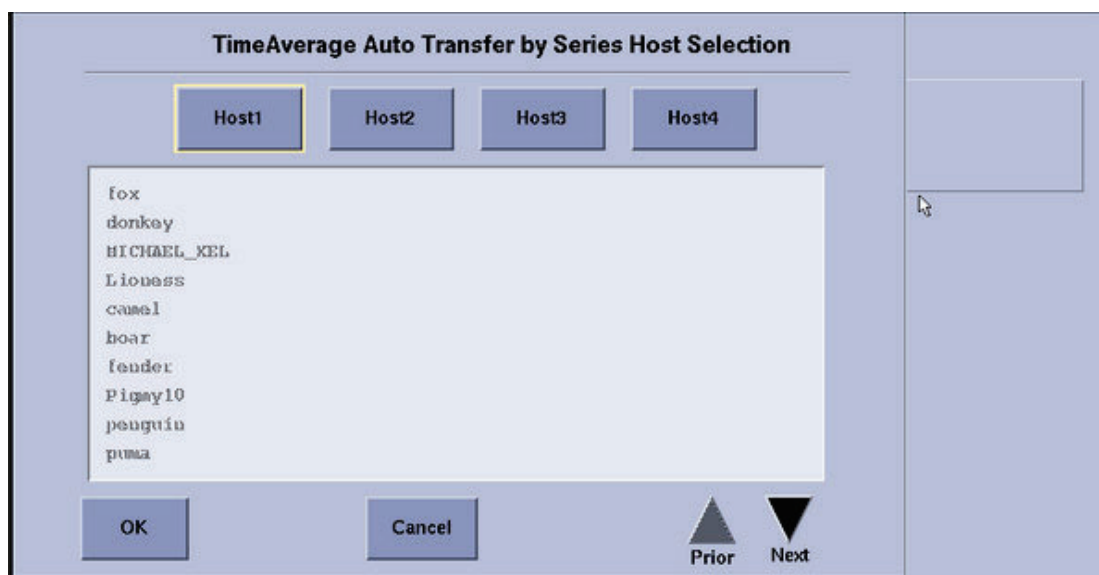 TimeAverage Auto Transfer by Series Host Selection
Host1 Host2 Host3 Host4
fox
donkey
MICHAEL_XEL
Lioness
camel
boar
fender
Pigmy10
penguin
puma
OK Cancel Prior Next